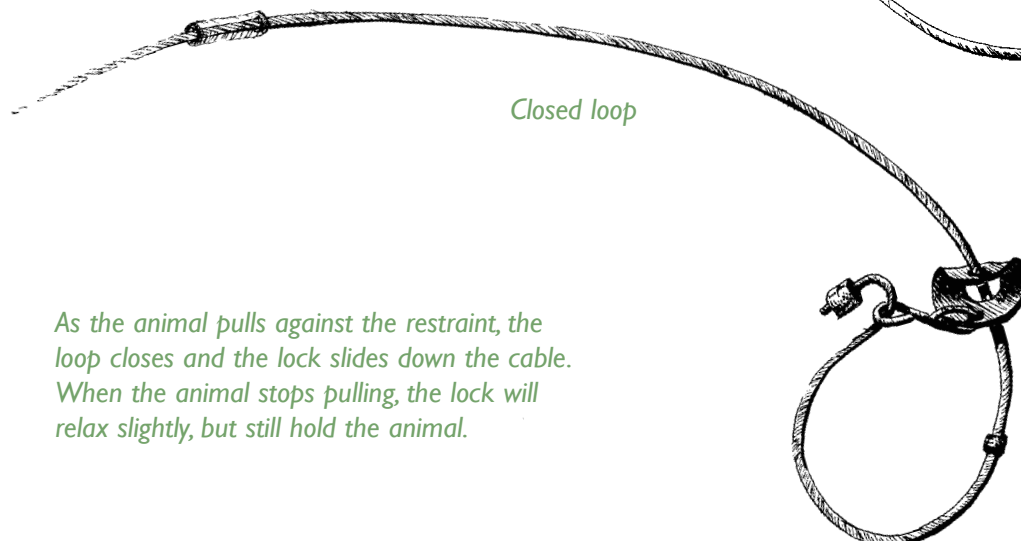 Closed loop
As the animal pulls against the restraint, the
loop closes and the lock slides down the cable.
When the animal stops pulling, the lock will
relax slightly, but still hold the animal.